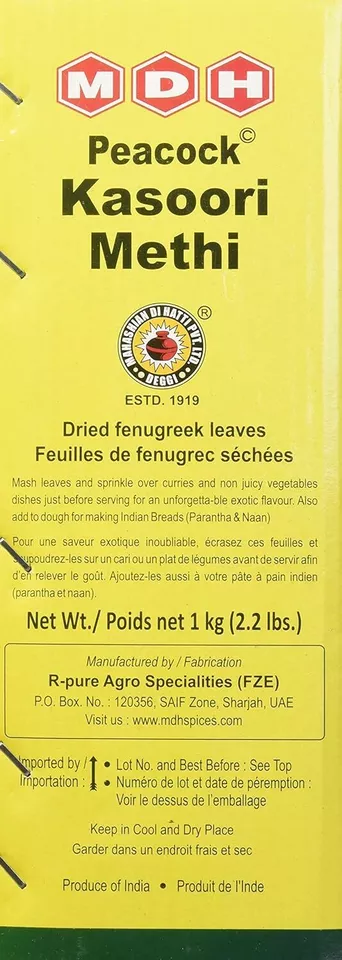 MDH
Peacock©
Kasoori
Methi
MAHASHIAN DI HATTI PVT. LTD.
DEGGI
®
ESTD. 1919
Dried fenugreek leaves
Feuilles de fenugrec séchées
Mash leaves and sprinkle over curries and non juicy vegetables
dishes just before serving for an unforgetta-ble exotic flavour. Also
add to dough for making Indian Breads (Parantha & Naan)
Pour une saveur exotique inoubliable, écrasez ces feuilles et
saupoudrez-les sur un cari ou un plat de légumes avant de servir afin
d'en relever le goût. Ajoutez-les aussi à votre pâte à pain indien
(parantha et naan).
Net Wt./ Poids net 1 kg (2.2 lbs.)
Manufactured by / Fabrication
R-pure Agro Specialities (FZE)
P.O. Box. No. : 120356, SAIF Zone, Sharjah, UAE
Visit us : www.mdhspices.com
Imported by / • Lot No. and Best Before : See Top
Importation : • Numéro de lot et date de péremption :
Voir le dessus de l'emballage
Keep in Cool and Dry Place
Garder dans un endroit frais et sec
Produce of India • Produit de l'Inde